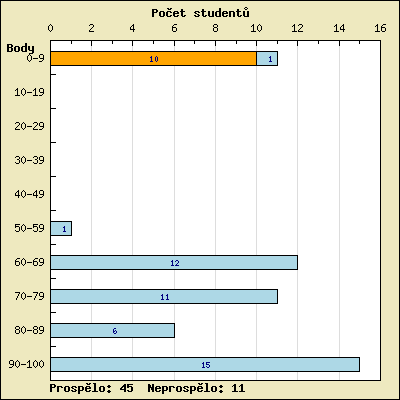 Počet studentů
0 2 4 6 8 10 12 14 16
Body
0-9 10 1
10-19
20-29
30-39
40-49
50-59 1
60-69 12
70-79 11
80-89 6
90-100 15
Prospělo: 45 Neprospělo: 11